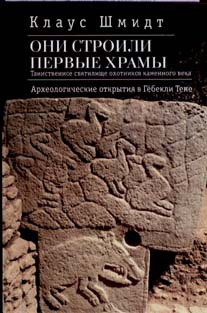 Клаус Шмидт
ОНИ СТРОИЛИ
ПЕРВЫЕ ХРАМЫ
Таинственное святилище охотников каменного века
Археологические открытия в Гёбекли Тепе